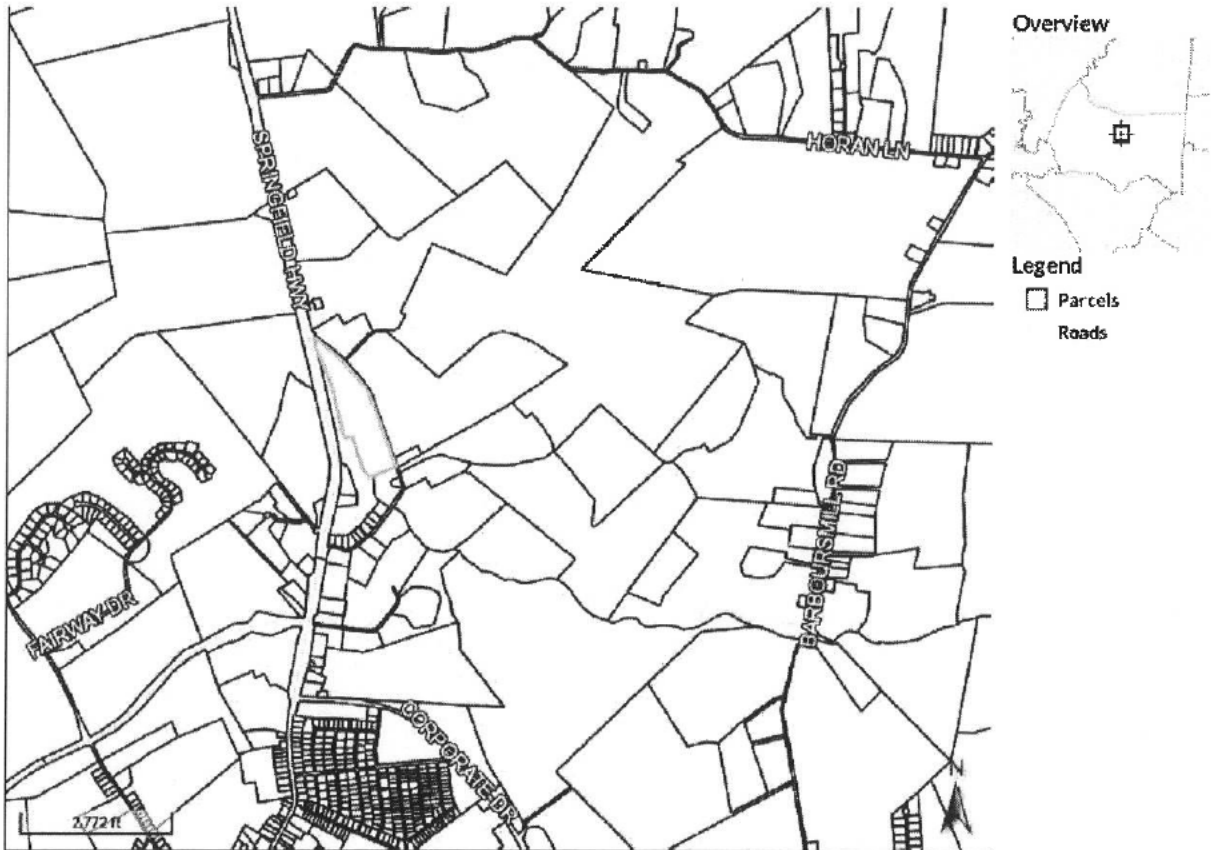 Overview
Legend
Parcels
Roads
SPRINGFIELD HWY
HORAN LN
FAIRWAY DR
BARBOURSMILL RD
CORPORATE DR
N
2,772 ft